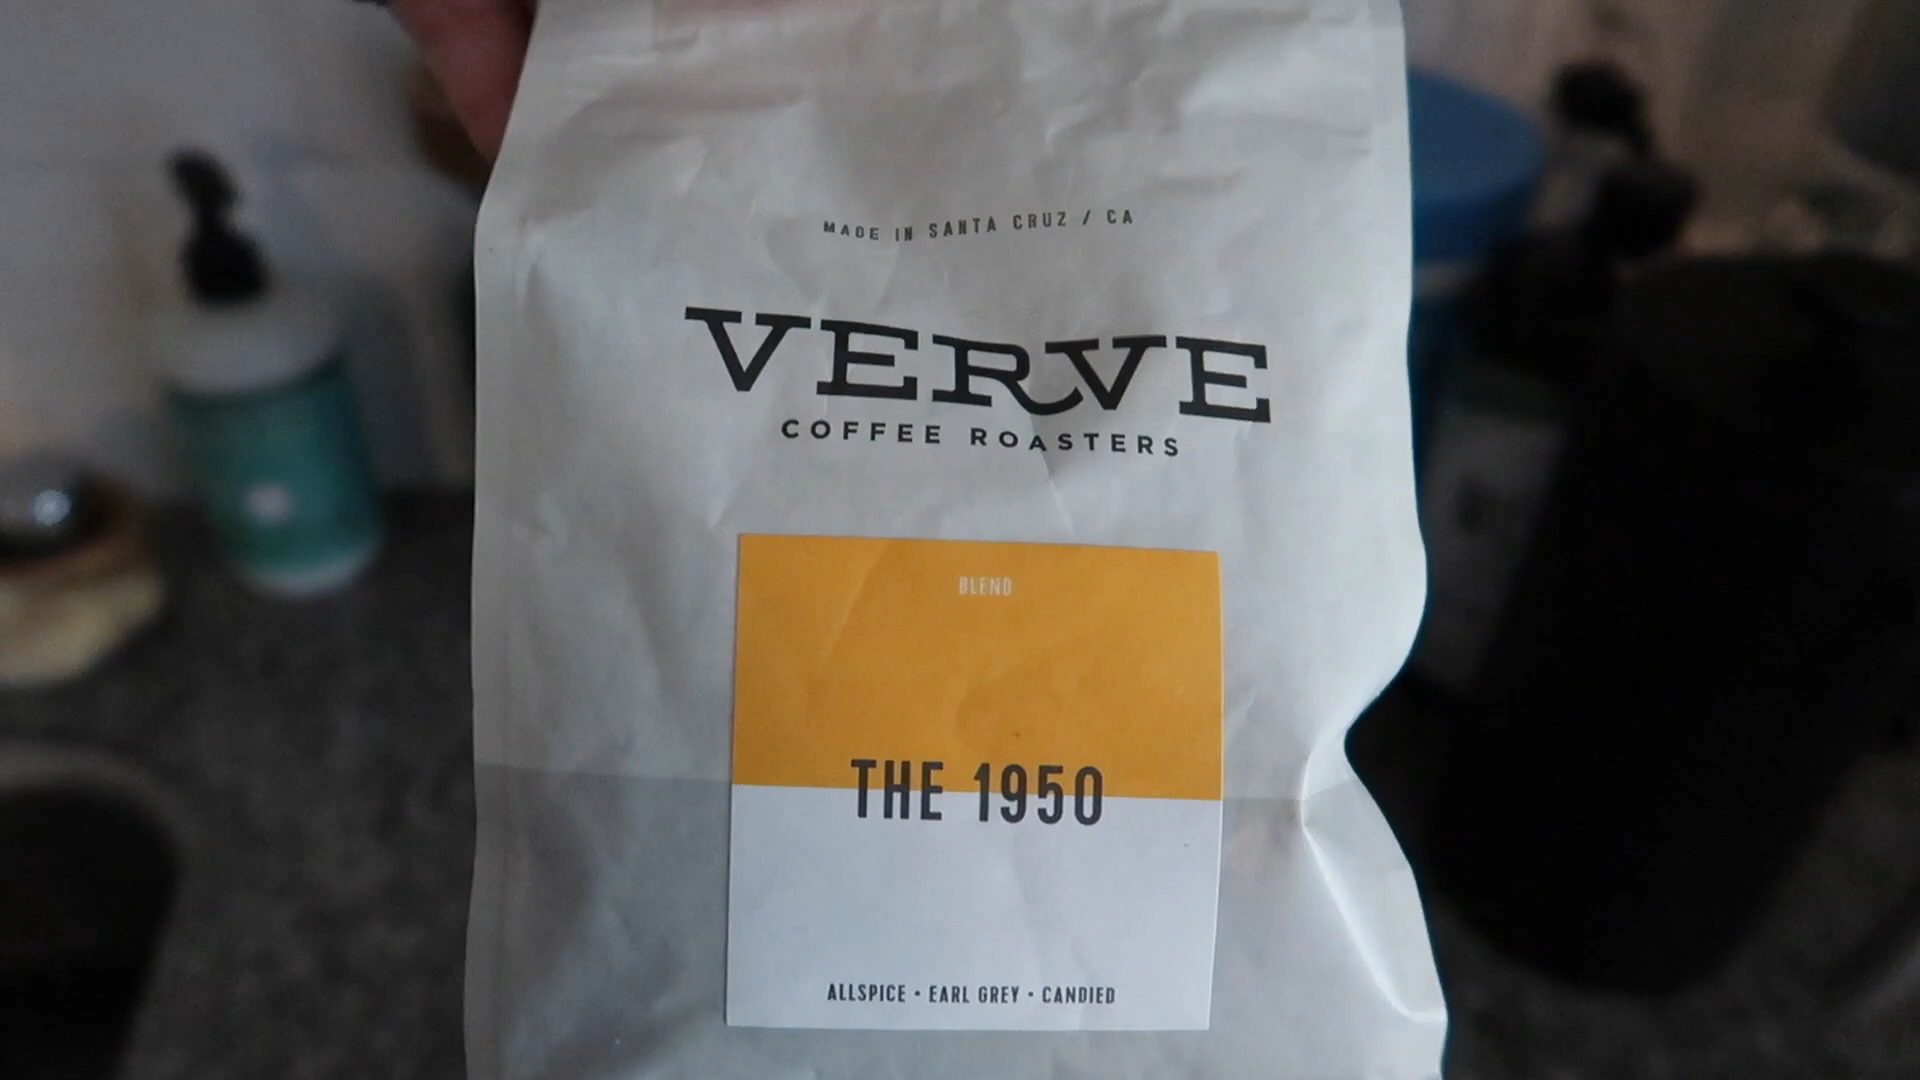 MADE IN SANTA CRUZ / CA
VERVE
COFFEE ROASTERS
BLEND
THE 1950
ALLSPICE • EARL GREY • CANDIED